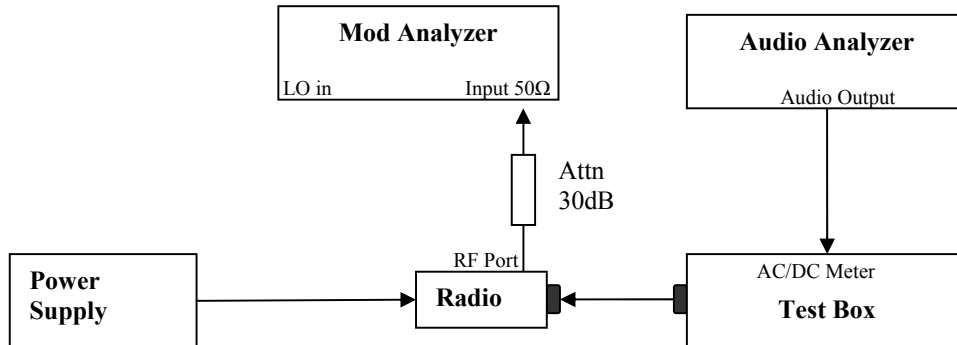 Mod Analyzer
LO in
Input 50Ω
Audio Analyzer
Audio Output
Attn
30dB
RF Port
Power
Supply
Radio
AC/DC Meter
Test Box